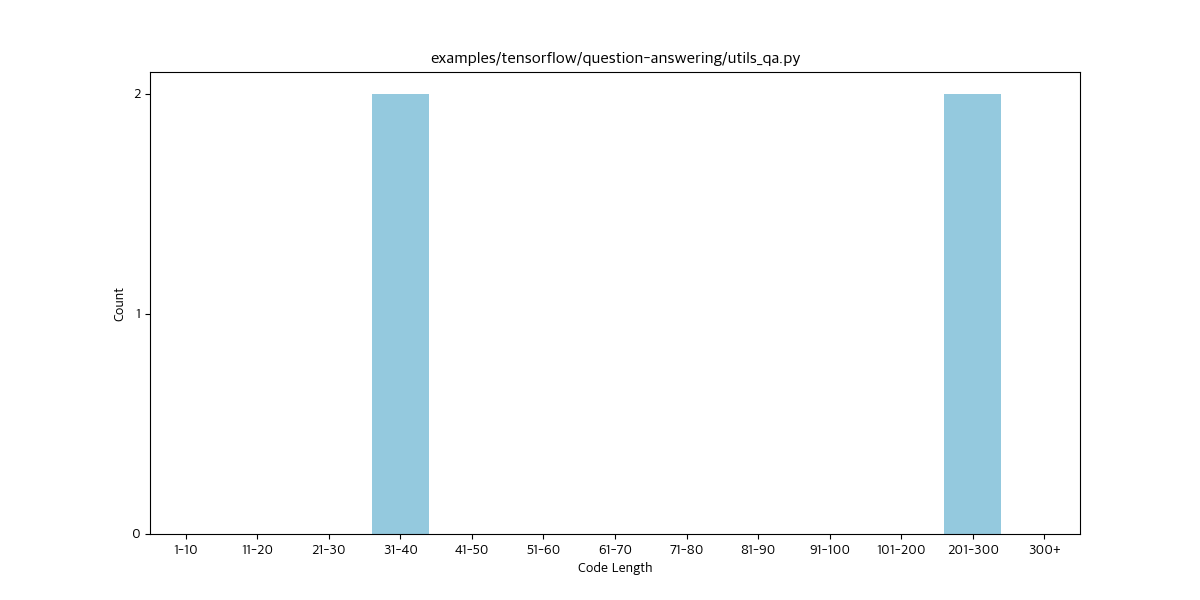 examples/tensorflow/question-answering/utils_qa.py
2
1
0
Count
1-10 11-20 21-30 31-40 41-50 51-60 61-70 71-80 81-90 91-100 101-200 201-300 300+
Code Length